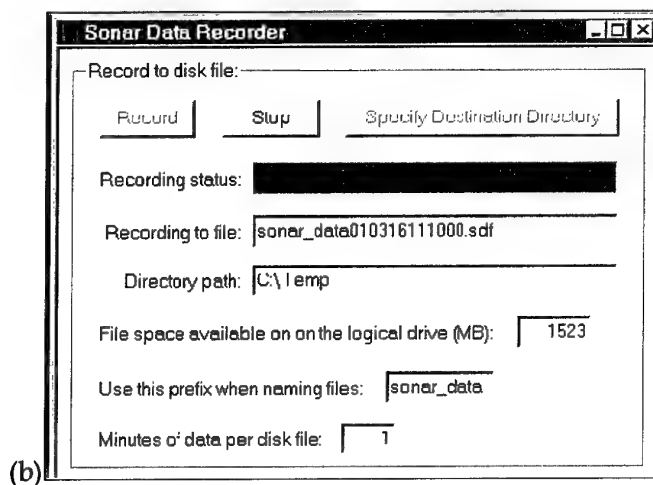 Sonar Data Recorder
Record to disk file:
Record Stop Specify Destination Directory
Recording status:
Recording to file: sonar_data010316111000.sdf
Directory path: C:\Temp
File space available on on the logical drive (MB): 1523
Use this prefix when naming files: sonar_data
Minutes of data per disk file: 1
(b)